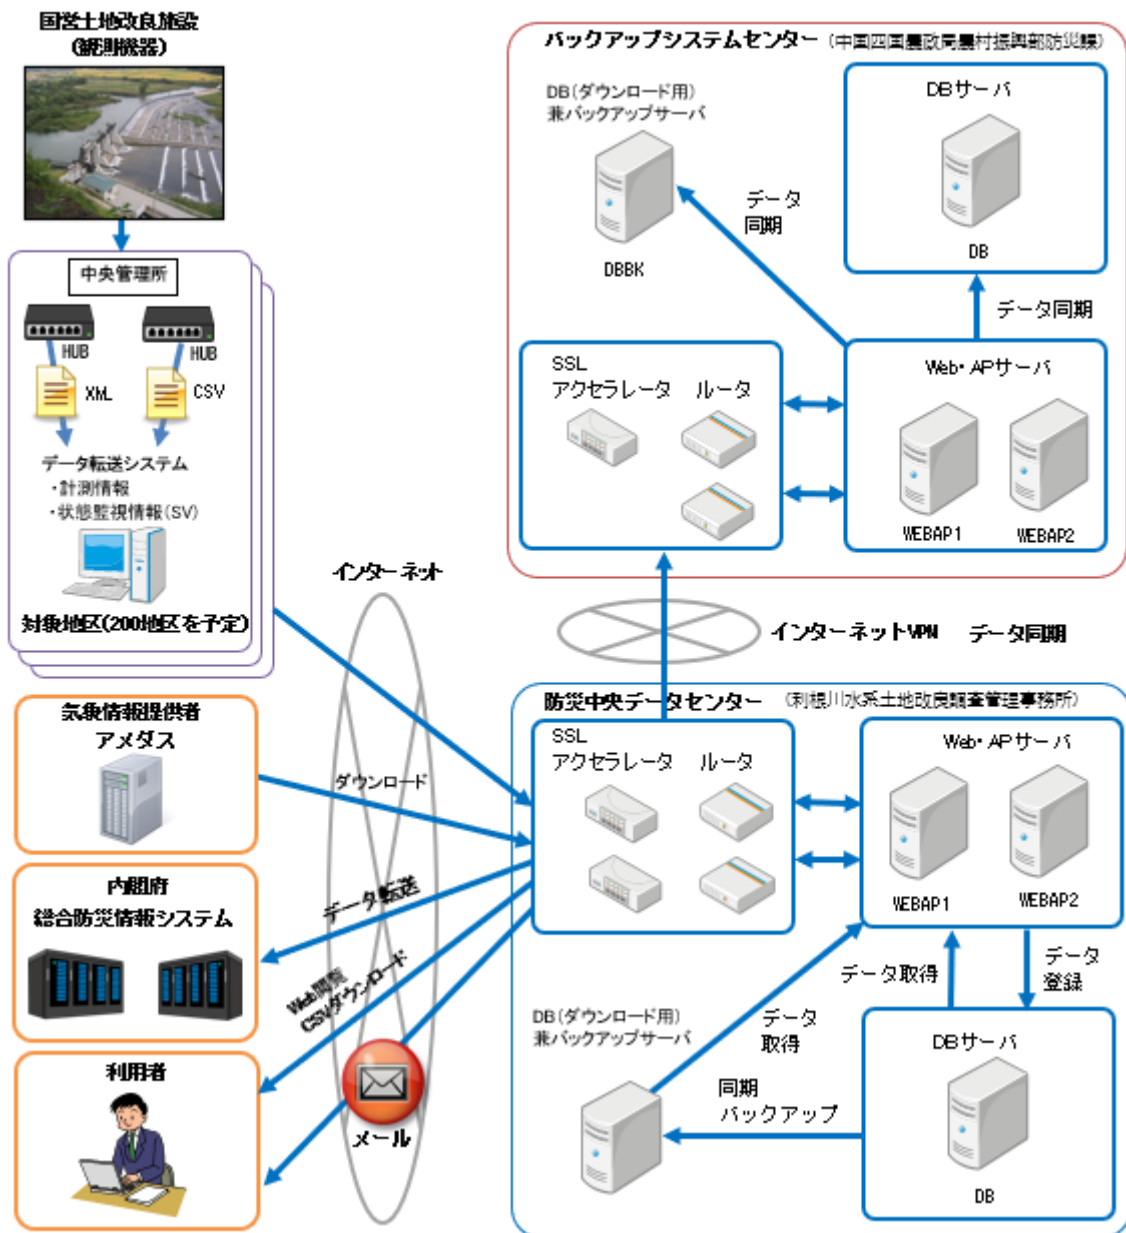 国営土地改良施設
(観測機器)
中央管理所
HUB
HUB
XML
CSV
データ転送システム
・計測情報
・状態監視情報(SV)
対象地区(200地区を予定)
気象情報提供者
アメダス
内閣府
総合防災情報システム
利用者
インターネット
ダウンロード
データ転送
Web閲覧
CSVダウンロード
メール
バックアップシステムセンター (中国四国農政局農村振興部防災課)
DB(ダウンロード用)
兼バックアップサーバ
DBBK
データ
同期
DBサーバ
DB
データ同期
SSL
アクセラレータ
ルータ
Web・APサーバ
WEBAP1
WEBAP2
インターネットVPN データ同期
防災中央データセンター (利根川水系土地改良調査管理事務所)
SSL
アクセラレータ
ルータ
Web・APサーバ
WEBAP1
WEBAP2
データ取得
データ
登録
DB(ダウンロード用)
兼バックアップサーバ
データ
取得
同期
バックアップ
DBサーバ
DB